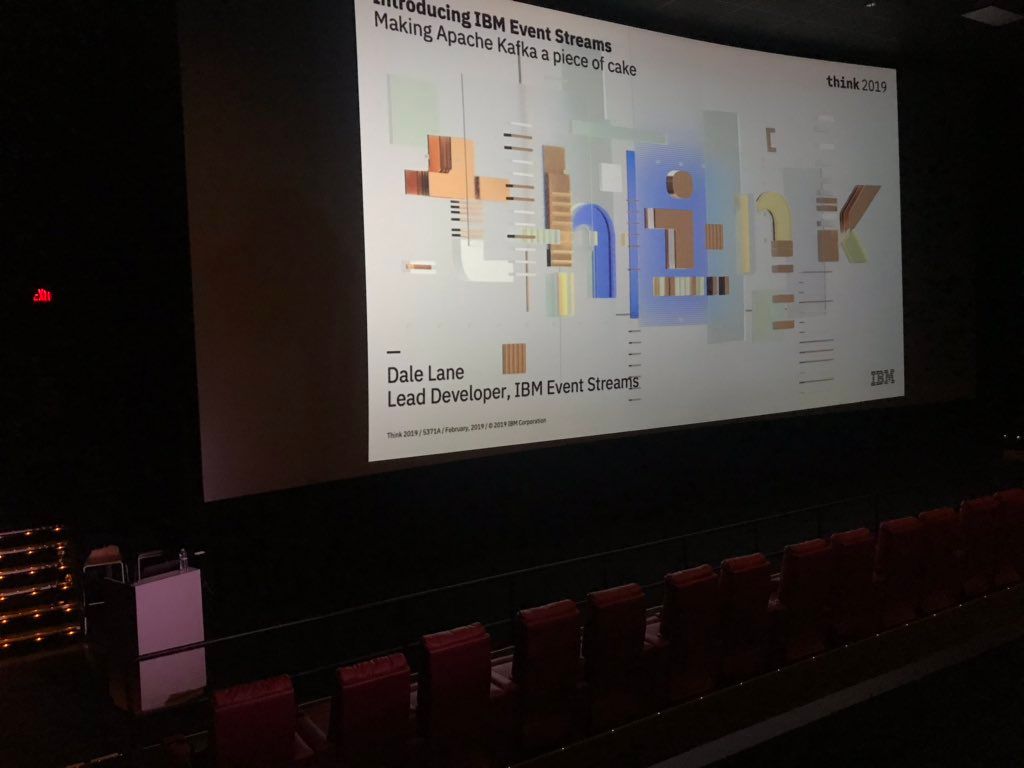 Introducing IBM Event Streams
Making Apache Kafka a piece of cake
think 2019
think
Dale Lane
Lead Developer, IBM Event Streams
IBM
Think 2019 / 5371A / February, 2019 / © 2019 IBM Corporation
EXIT